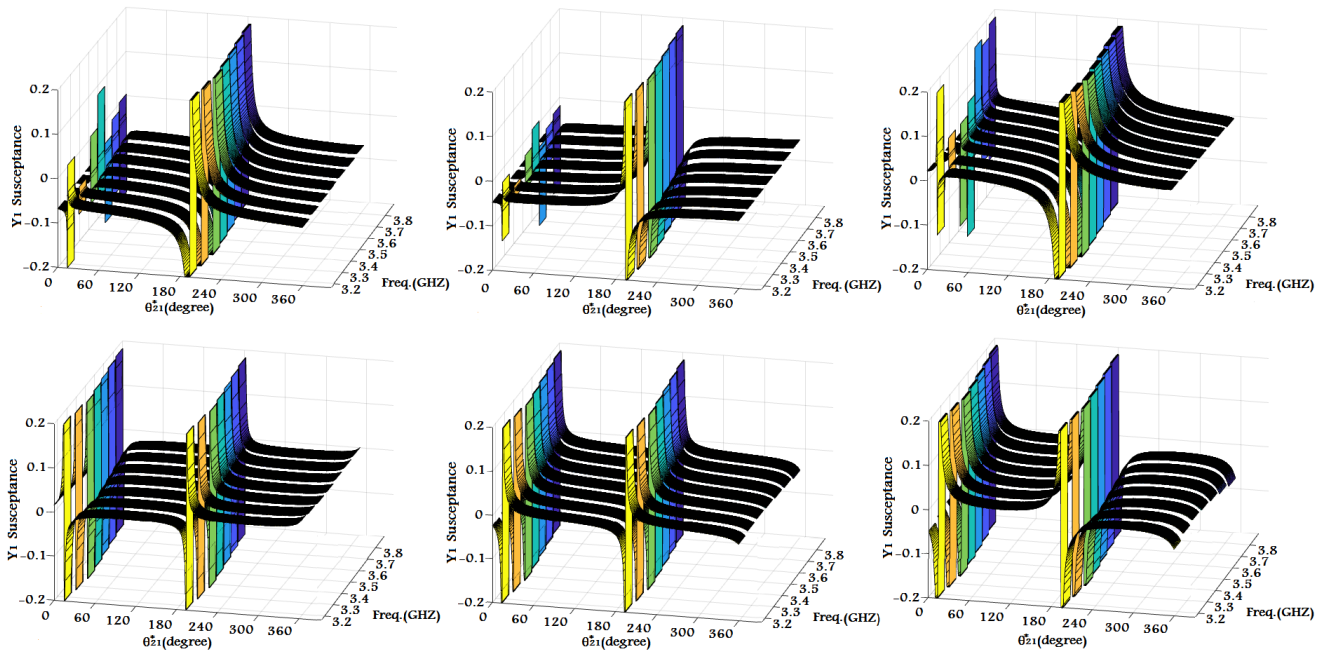 0.2
0.1
0
-0.1
-0.2
Y1 Susceptance
0 60 120 180 240 300 360
θ*21(degree)
3.2 3.3 3.4 3.5 3.6 3.7 3.8
Freq.(GHZ)
0.2
0.1
0
-0.1
-0.2
Y1 Susceptance
0 60 120 180 240 300 360
θ*21(degree)
3.2 3.3 3.4 3.5 3.6 3.7 3.8
Freq.(GHZ)
0.2
0.1
0
-0.1
-0.2
Y1 Susceptance
0 60 120 180 240 300 360
θ*21(degree)
3.2 3.3 3.4 3.5 3.6 3.7 3.8
Freq.(GHZ)
0.2
0.1
0
-0.1
-0.2
Y1 Susceptance
0 60 120 180 240 300 360
θ*21(degree)
3.2 3.3 3.4 3.5 3.6 3.7 3.8
Freq.(GHZ)
0.2
0.1
0
-0.2
Y1 Susceptance
-0.1
0 60 120 180 240 300 360
θ*21(degree)
3.2 3.3 3.4 3.5 3.6 3.7 3.8
Freq.(GHZ)
0.2
0.1
0
-0.1
-0.2
Y1 Susceptance
0 60 120 180 240 300 360
θ*21(degree)
3.2 3.3 3.4 3.5 3.6 3.7 3.8
Freq.(GHZ)